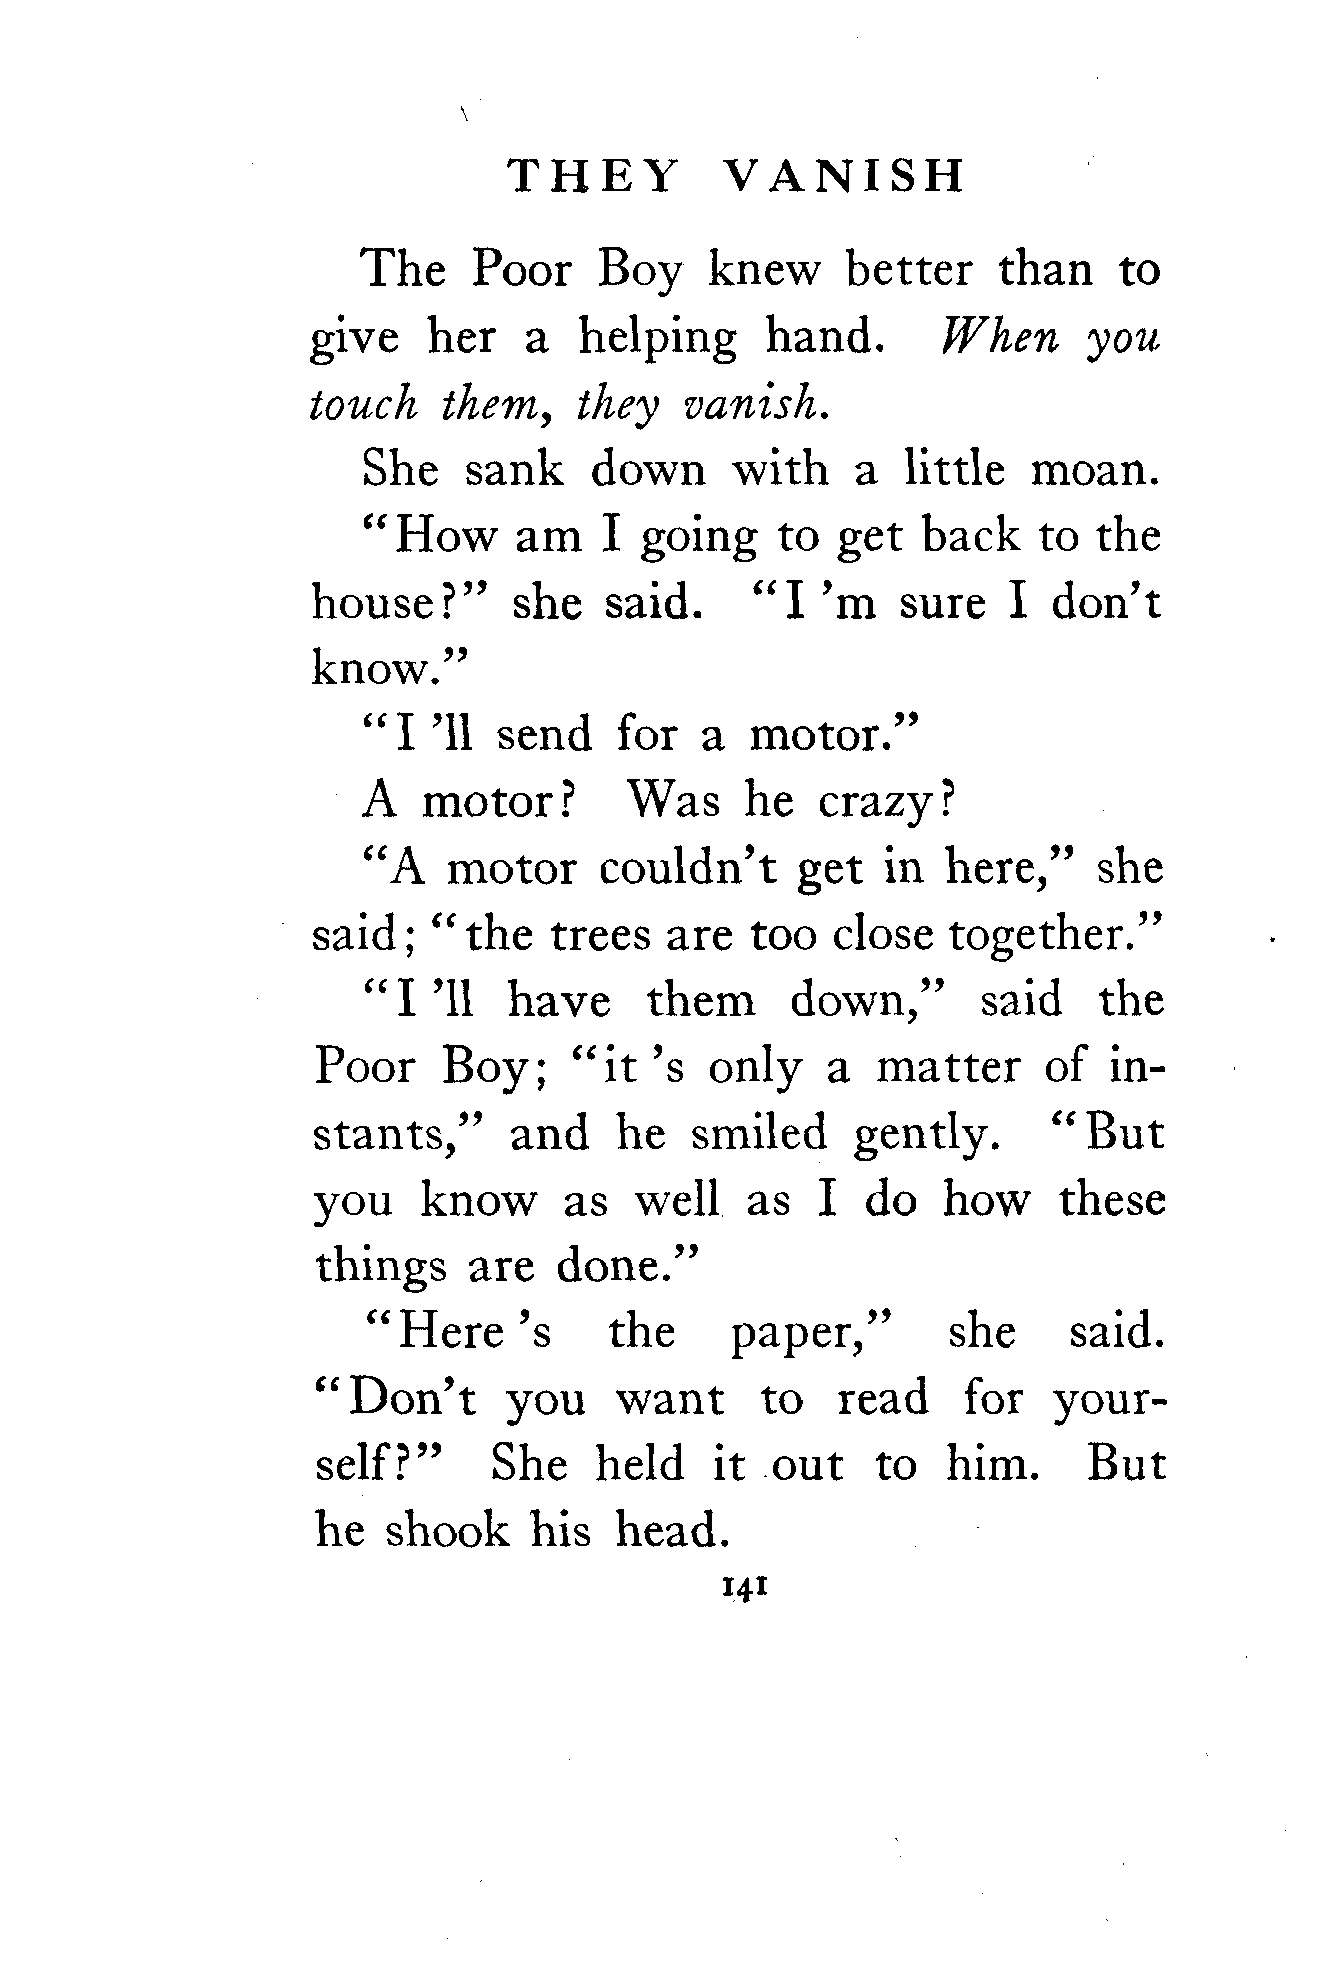 THEY VANISH
The Poor Boy knew better than to
give her a helping hand. When you
touch them, they vanish.
She sank down with a little moan.
“How am I going to get back to the
house?” she said. “I 'm sure I don't
know.”
“I 'll send for a motor.”
A motor? Was he crazy?
“A motor couldn't get in here,” she
said; “the trees are too close together.”
“I 'll have them down,” said the
Poor Boy; “it 's only a matter of in-
stants,” and he smiled gently. “But
you know as well as I do how these
things are done.”
“Here 's the paper,” she said.
“Don't you want to read for your-
self?” She held it out to him. But
he shook his head.
141